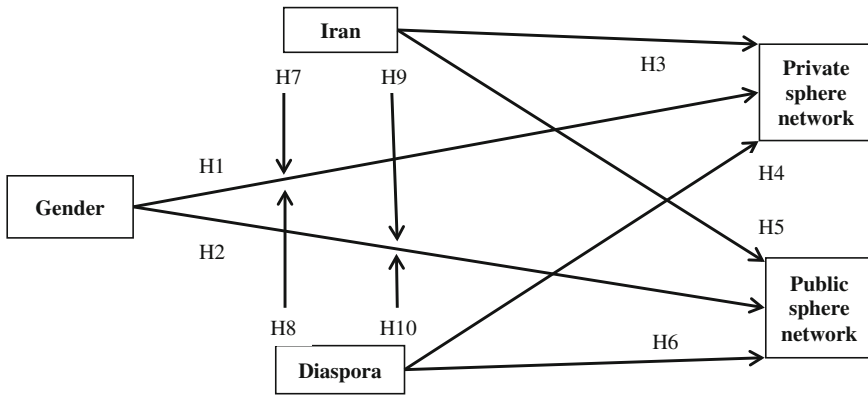 Iran
H3
Private
sphere
network
H7
H9
H1
H4
Gender
H2
H5
Public
sphere
network
H8
H10
H6
Diaspora